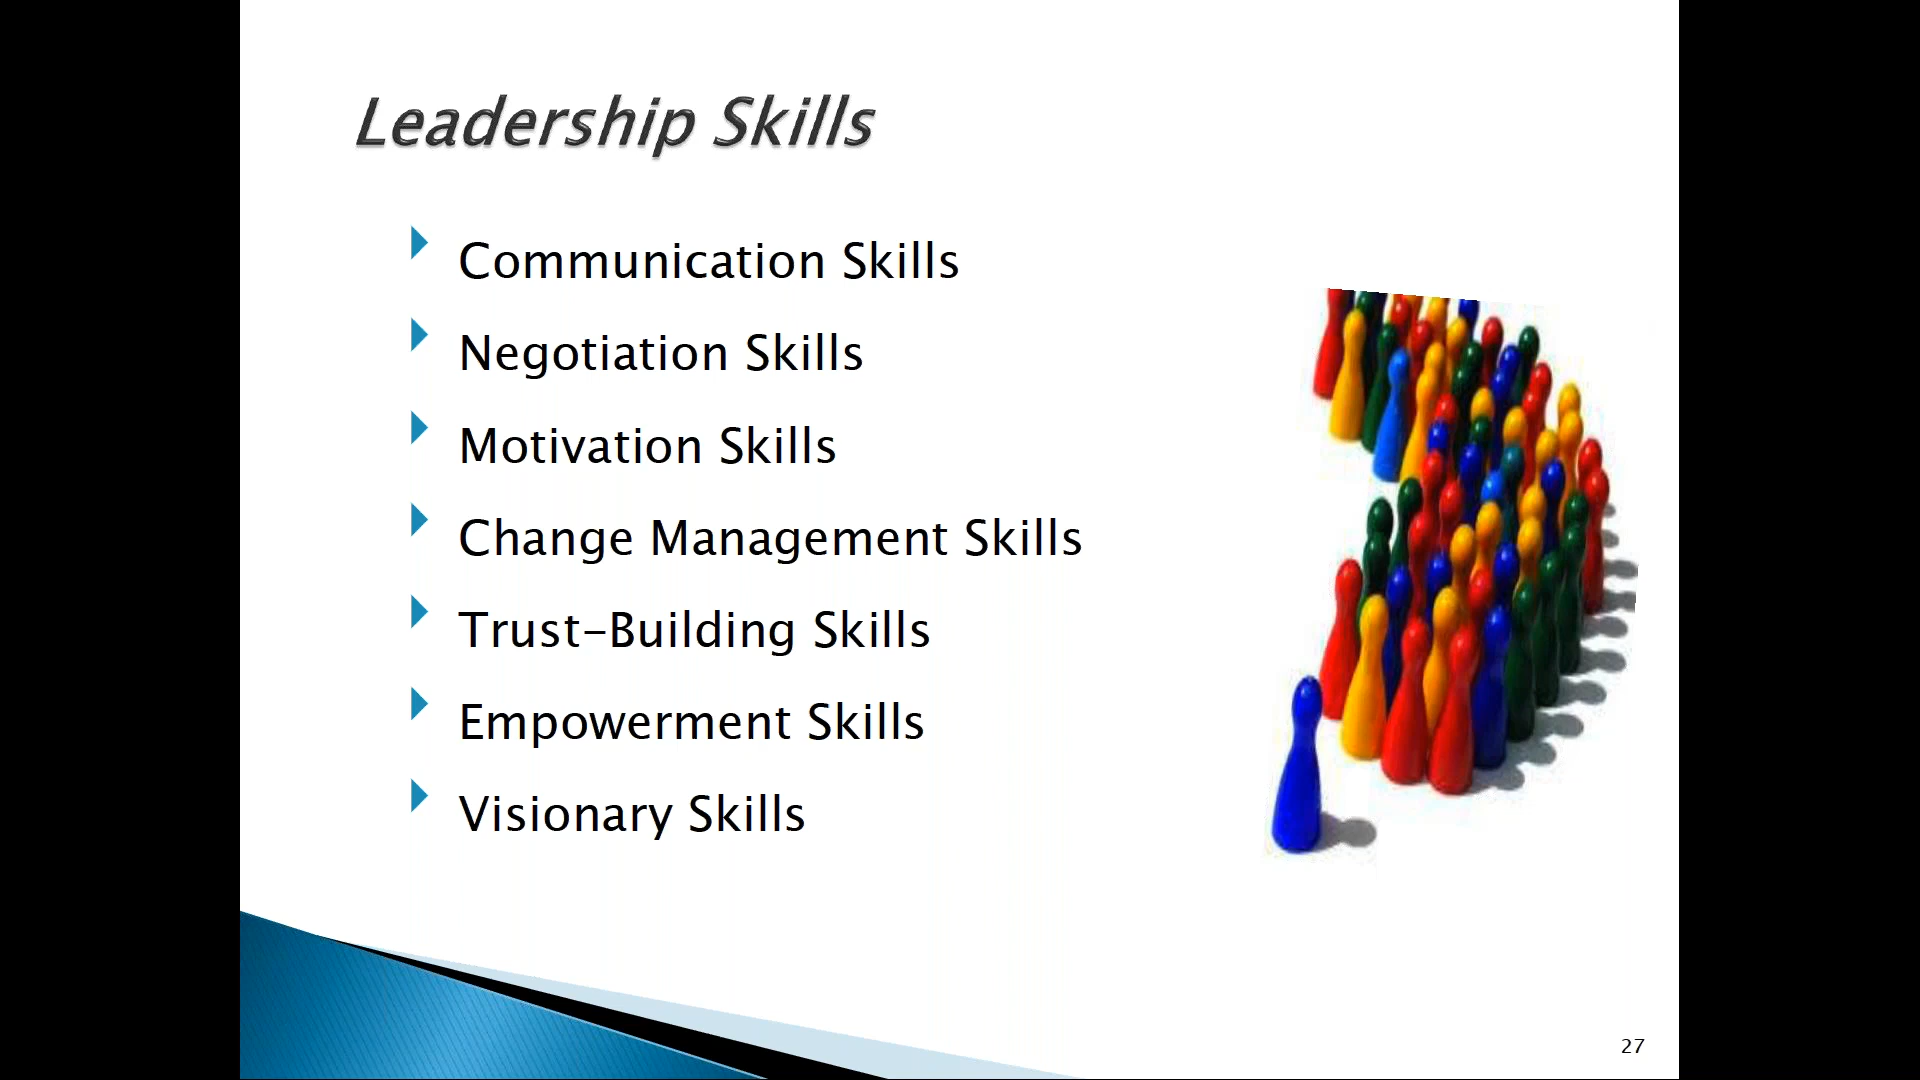 Leadership Skills
Communication Skills
Negotiation Skills
Motivation Skills
Change Management Skills
Trust-Building Skills
Empowerment Skills
Visionary Skills
27